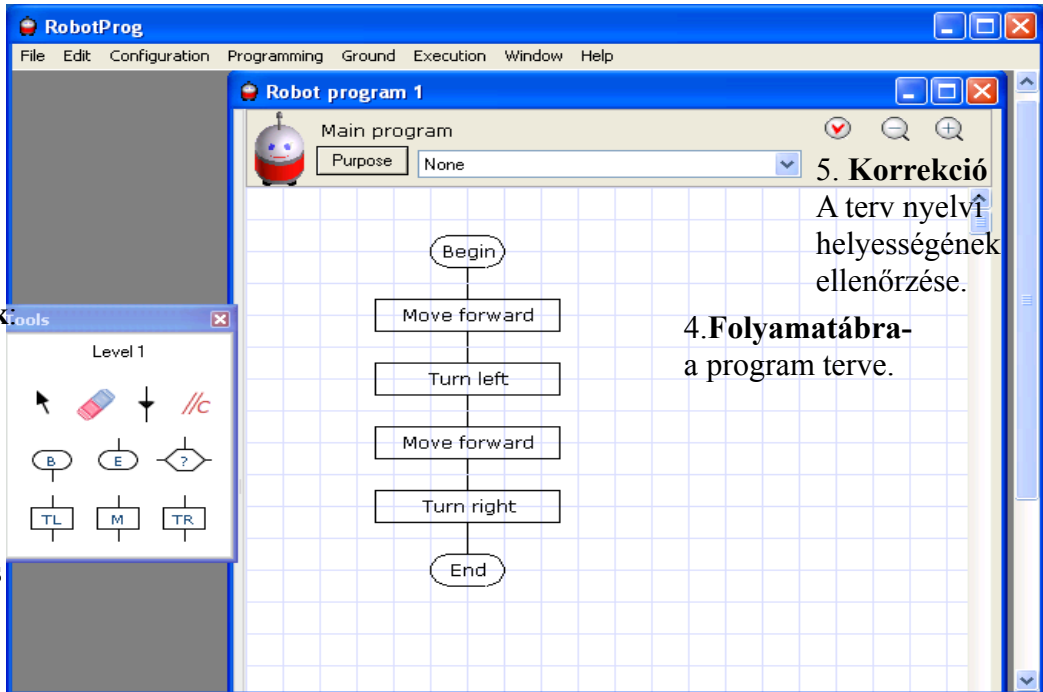 RobotProg
File Edit Configuration Programming Ground Execution Window Help
Robot program 1
Main program
Purpose
None
5. Korrekció
A terv nyelvi
helyességének
ellenőrzése.
4.Folyamatábra-
a program terve.
Begin
Move forward
Turn left
Move forward
Turn right
End
Tools
Level 1
//c
B E ?
TL M TR